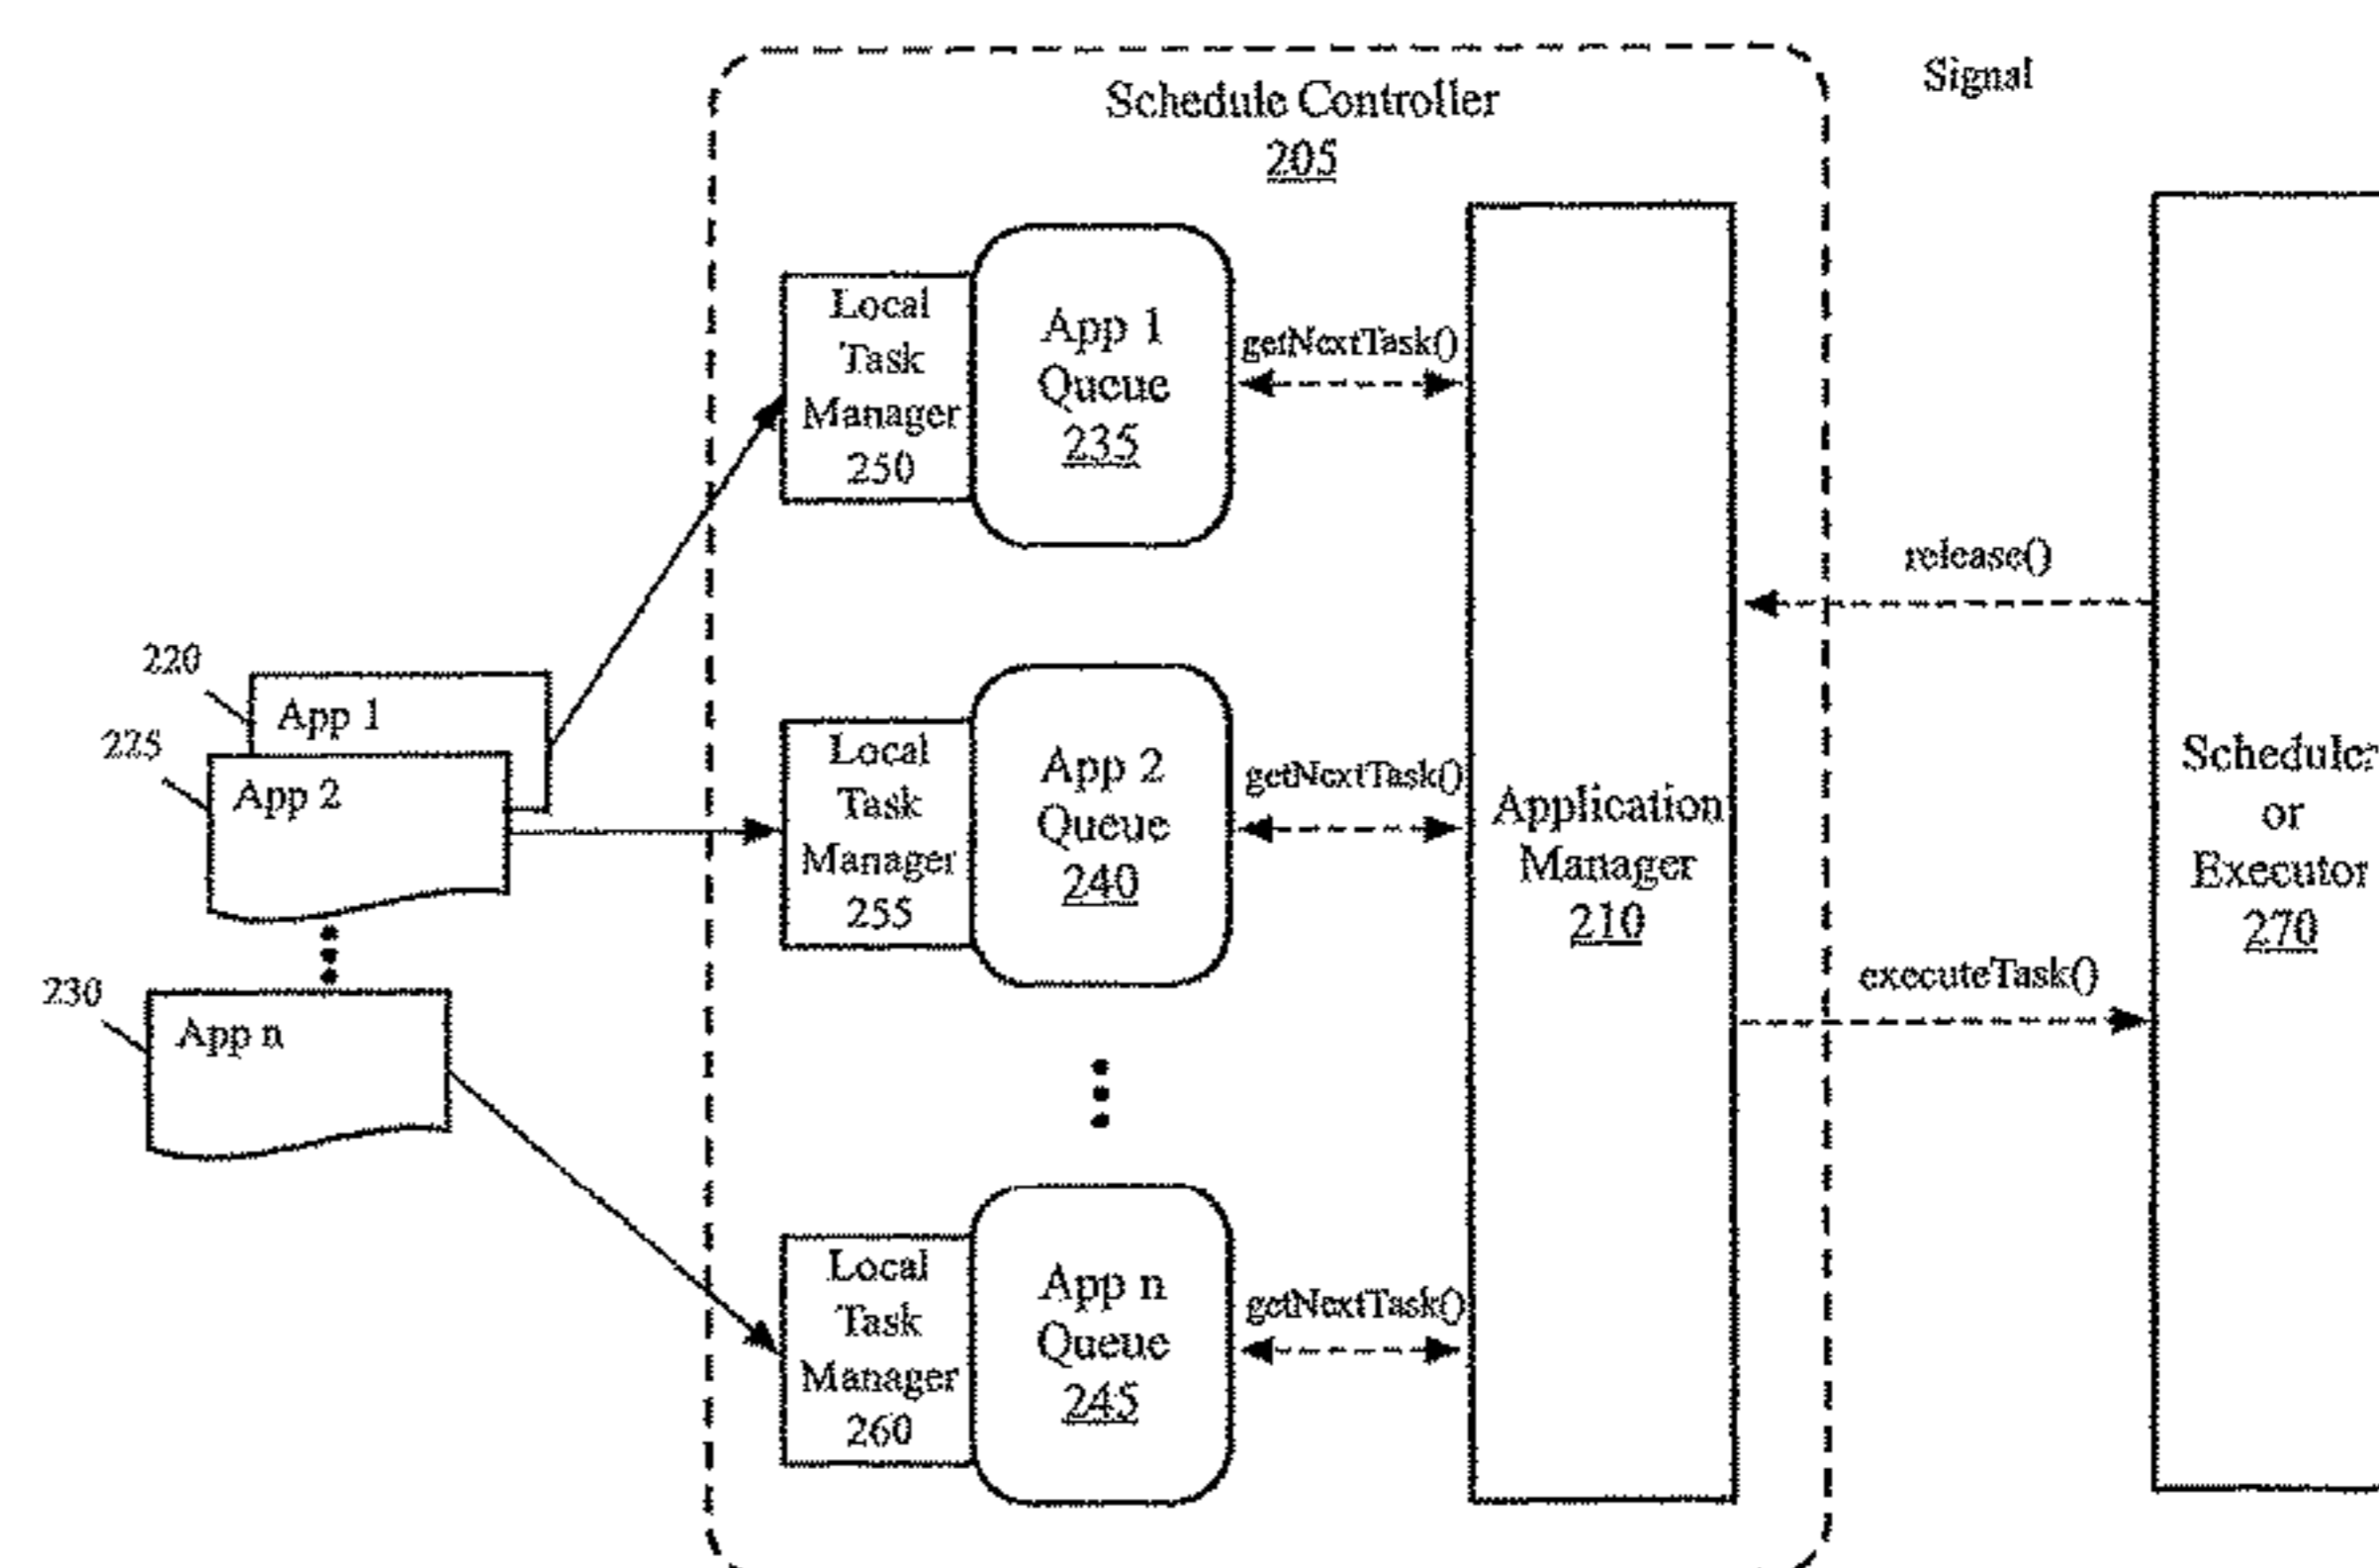 Schedule Controller
205
Signal
Local
Task
Manager
250
App 1
Queue
235
getNextTask()
release()
220
App 1
225
App 2
Local
Task
Manager
255
App 2
Queue
240
getNextTask()
Application
Manager
210
Scheduler
or
Executor
270
executeTask()
230
App n
Local
Task
Manager
260
App n
Queue
245
getNextTask()